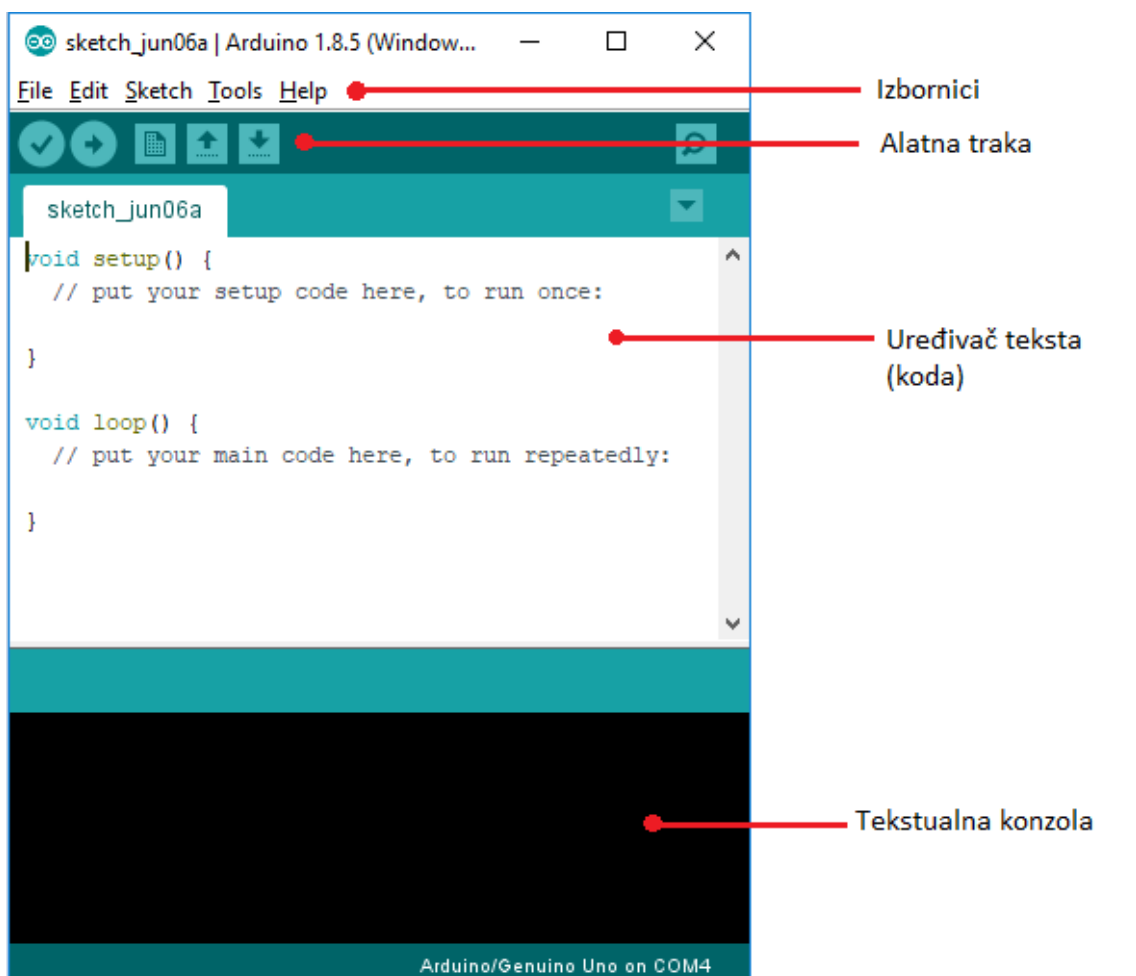 sketch_jun06a | Arduino 1.8.5 (Window...
File Edit Sketch Tools Help
Izbornici
Alatna traka
sketch_jun06a
void setup() {
// put your setup code here, to run once:
}
Uređivač teksta
(koda)
void loop() {
// put your main code here, to run repeatedly:
}
Tekstualna konzola
Arduino/Genuino Uno on COM4